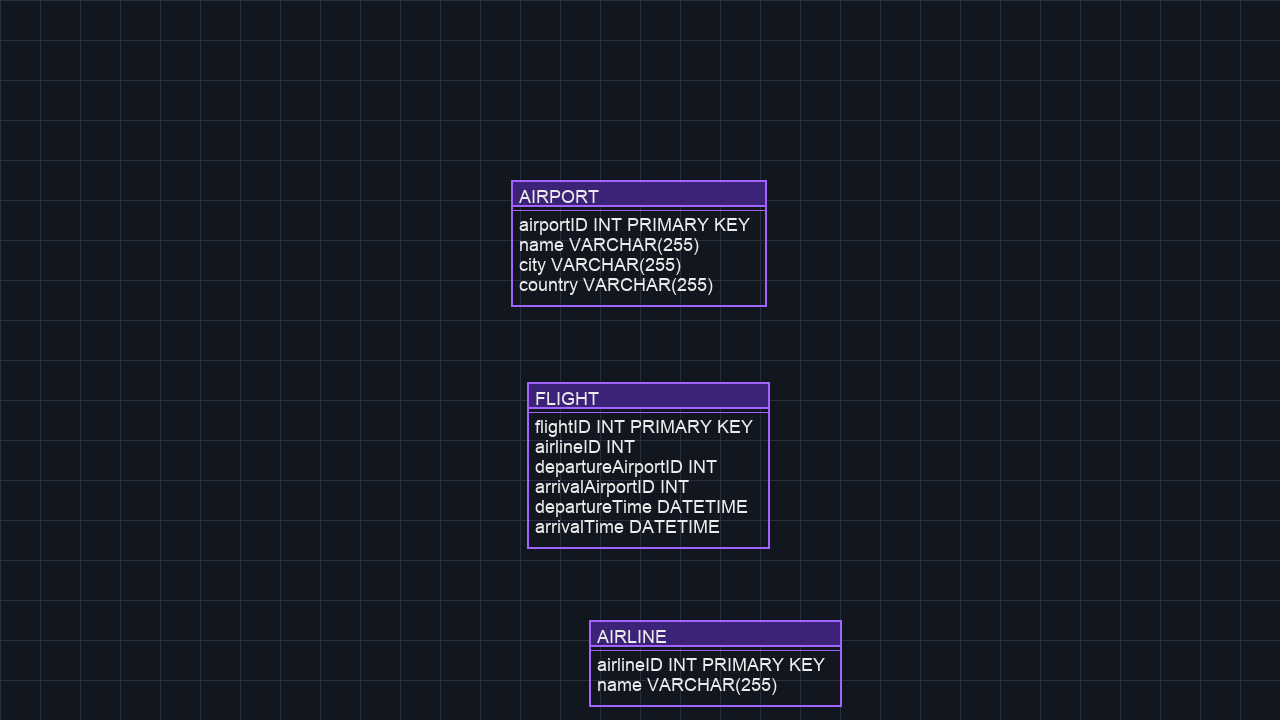 AIRPORT
airportID INT PRIMARY KEY
name VARCHAR(255)
city VARCHAR(255)
country VARCHAR(255)
FLIGHT
flightID INT PRIMARY KEY
airlineID INT
departureAirportID INT
arrivalAirportID INT
departureTime DATETIME
arrivalTime DATETIME
AIRLINE
airlineID INT PRIMARY KEY
name VARCHAR(255)